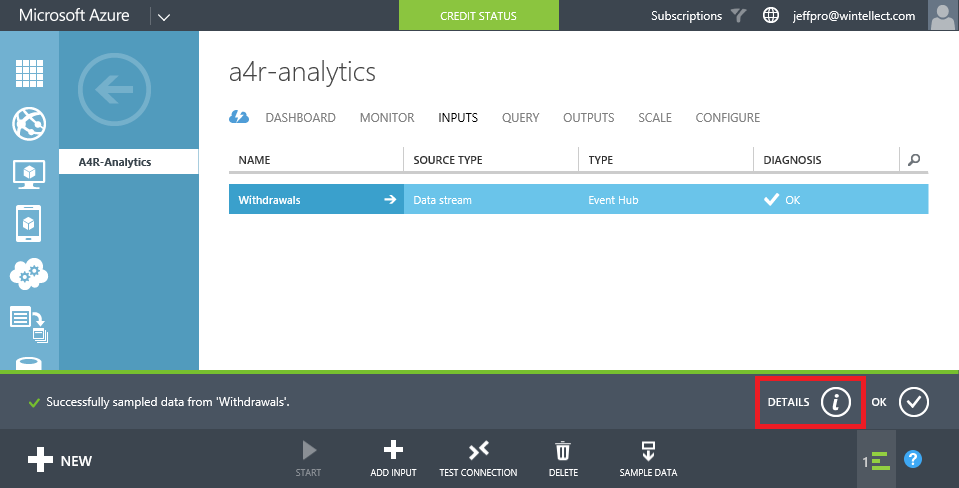 Microsoft Azure
CREDIT STATUS
Subscriptions
jeffpro@wintellect.com
a4r-analytics
DASHBOARD MONITOR INPUTS QUERY OUTPUTS SCALE CONFIGURE
A4R-Analytics
NAME SOURCE TYPE TYPE DIAGNOSIS
Withdrawals Data stream Event Hub OK
Successfully sampled data from 'Withdrawals'.
DETAILS i OK
NEW
START ADD INPUT TEST CONNECTION DELETE SAMPLE DATA
1 ?